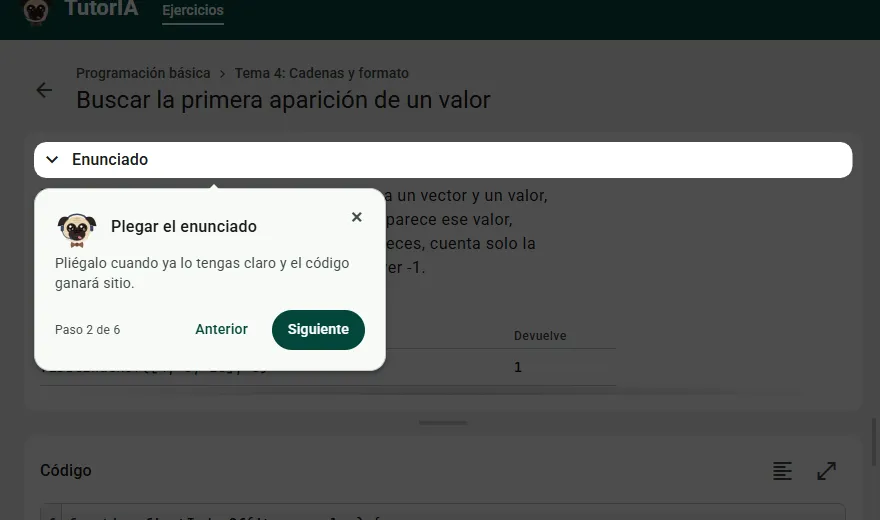 TutorIA
Ejercicios
Programación básica > Tema 4: Cadenas y formato
Buscar la primera aparición de un valor
Enunciado
a un vector y un valor,
parece ese valor,
eces, cuenta solo la
er -1.
Plegar el enunciado
Pliégalo cuando ya lo tengas claro y el código
ganará sitio.
Paso 2 de 6
Anterior
Siguiente
Devuelve
1
Código